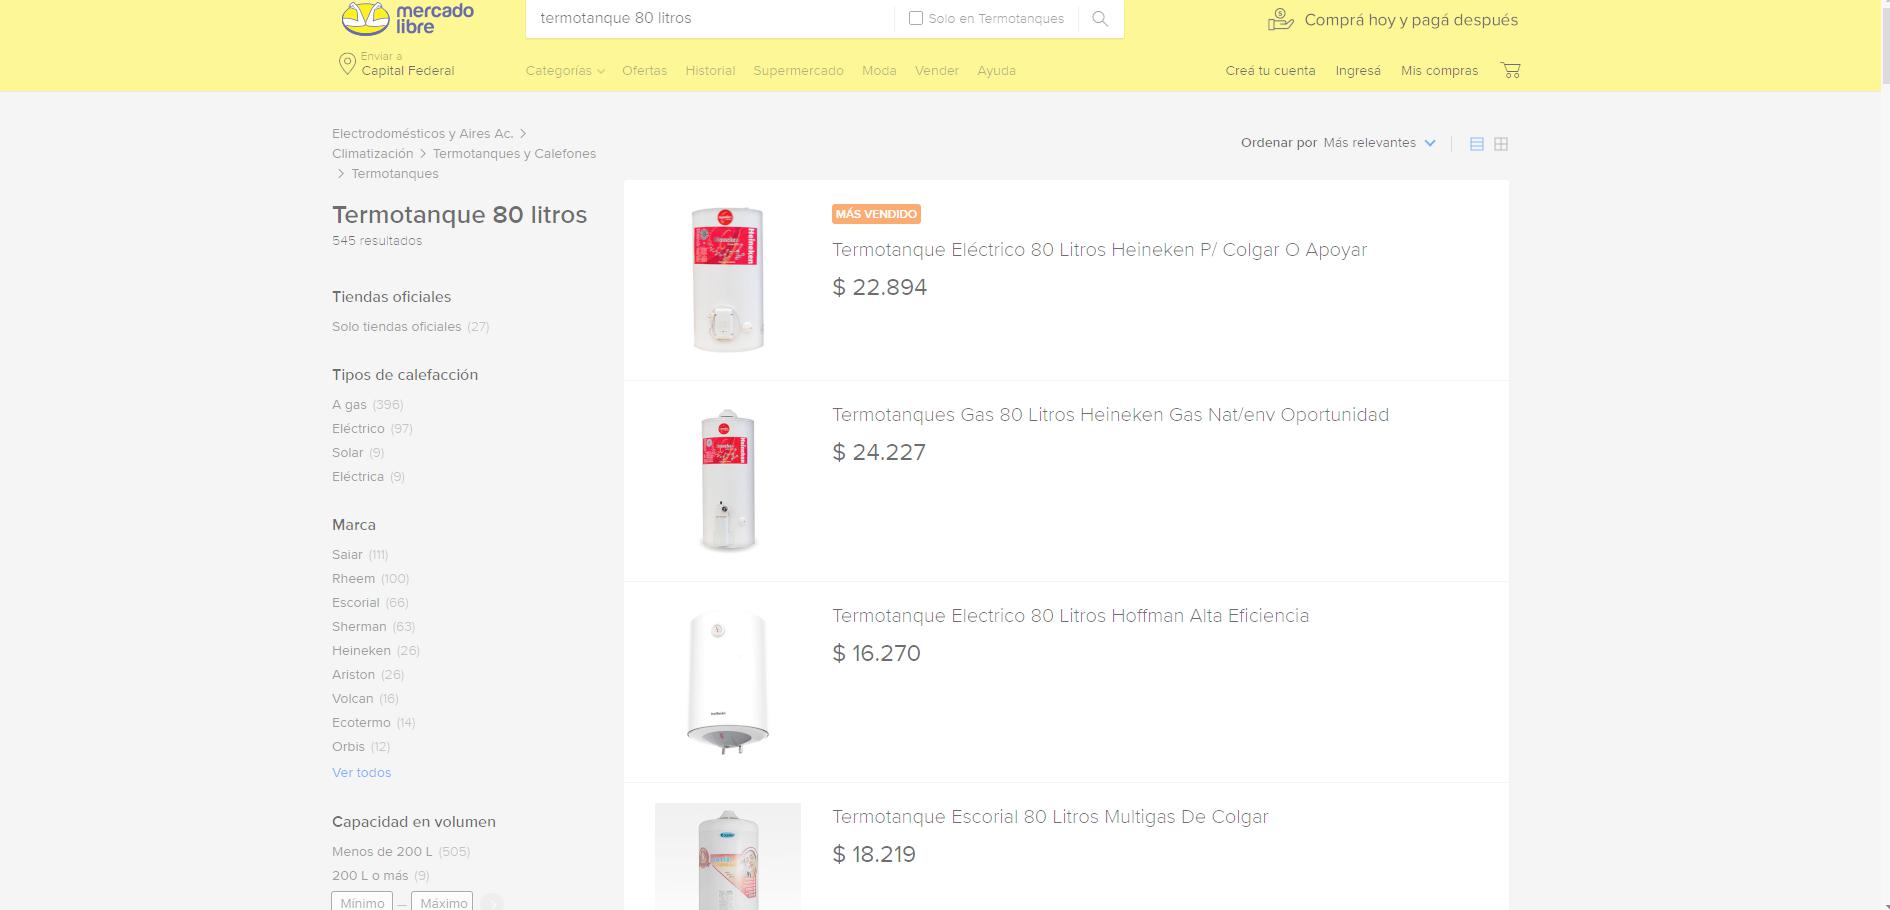 mercado
libre
termotanque 80 litros
Solo en Termotanques
Comprá hoy y pagá después
Enviar a
Capital Federal
Categorías
Ofertas
Historial
Supermercado
Moda
Vender
Ayuda
Creá tu cuenta
Ingresá
Mis compras
Electrodomésticos y Aires Ac. >
Climatización > Termotanques y Calefones
> Termotanques
Termotanque 80 litros
545 resultados
Tiendas oficiales
Solo tiendas oficiales (27)
Tipos de calefacción
A gas (396)
Eléctrico (97)
Solar (9)
Eléctrica (9)
Marca
Saiar (111)
Rheem (100)
Escorial (66)
Sherman (63)
Heineken (26)
Ariston (26)
Volcan (16)
Ecotermo (14)
Orbis (12)
Ver todos
Capacidad en volumen
Menos de 200 L (505)
200 L o más (9)
Mínimo — Máximo
Ordenar por Más relevantes
MÁS VENDIDO
Termotanque Eléctrico 80 Litros Heineken P/ Colgar O Apoyar
$ 22.894
Heineken
Termotanques Gas 80 Litros Heineken Gas Nat/env Oportunidad
$ 24.227
Heineken
Termotanque Electrico 80 Litros Hoffman Alta Eficiencia
$ 16.270
Termotanque Escorial 80 Litros Multigas De Colgar
$ 18.219